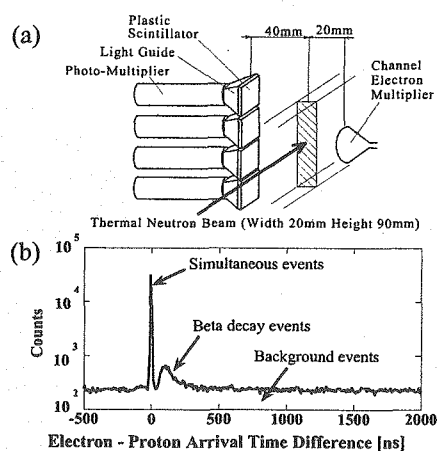 (a)
Plastic
Scintillator
Light Guide
Photo-Multiplier
40mm
20mm
Channel
Electron
Multiplier
Thermal Neutron Beam (Width 20mm Height 90mm)
(b)
10^5
10^4
10^3
10^2
Counts
Simultaneous events
Beta decay events
Background events
-500 0 500 1000 1500 2000
Electron - Proton Arrival Time Difference [ns]